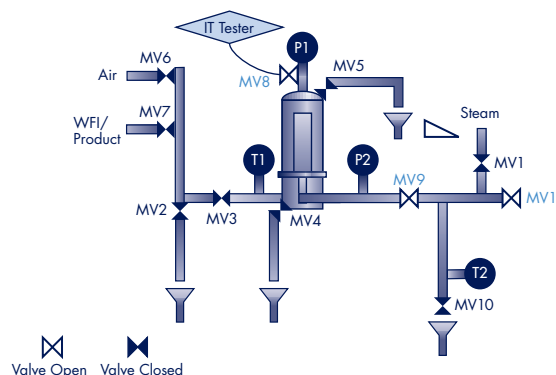 IT Tester
P1
MV6
MV5
Air
MV8
MV7
WFI/
Product
Steam
T1
P2
MV1
MV9
MV2
MV3
MV4
MV1
T2
MV10
Valve Open
Valve Closed